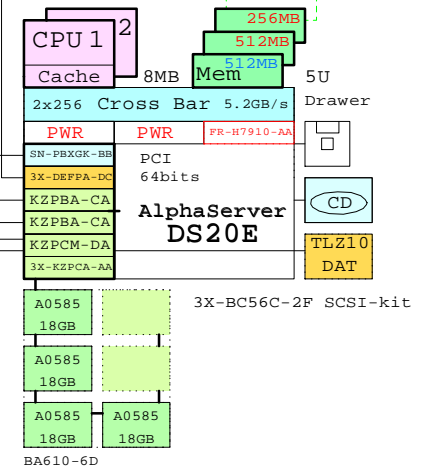 256MB
2
512MB
CPU 1
512MB
Cache
8MB
Mem
5U
2x256 Cross Bar 5.2GB/s
Drawer
PWR
PWR
FR-H7910-AA
SN-PBXGK-BB
PCI
3X-DEFPA-DC
64bits
KZPBA-CA
CD
KZPBA-CA
AlphaServer
DS20E
KZPCM-DA
TLZ10
3X-KZPCA-AA
DAT
A0585
18GB
3X-BC56C-2F SCSI-kit
A0585
18GB
A0585
18GB
A0585
18GB
BA610-6D